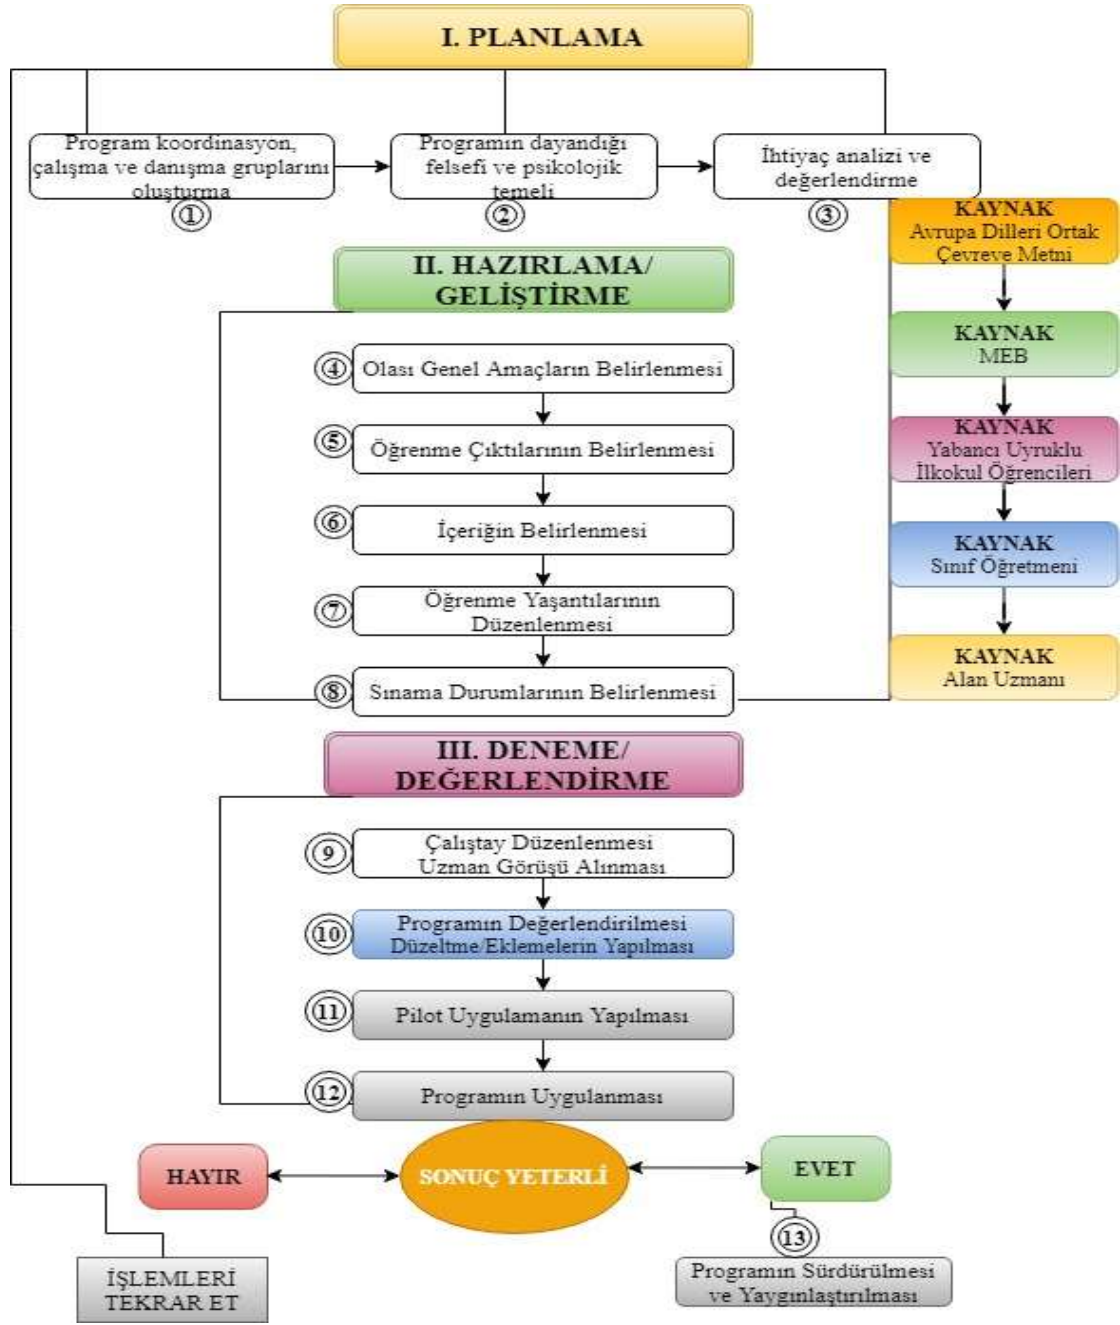 I. PLANLAMA
Program koordinasyon,
çalışma ve danışma gruplarını
oluşturma
1
Programın dayandığı
felsefi ve psikolojik
temeli
2
İhtiyaç analizi ve
değerlendirme
3
KAYNAK
Avrupa Dilleri Ortak
Çevreve Metni
KAYNAK
MEB
KAYNAK
Yabancı Uyruklu
İlkokul Öğrencileri
KAYNAK
Sınıf Öğretmeni
KAYNAK
Alan Uzmanı
II. HAZIRLAMA/
GELİŞTİRME
4 Olası Genel Amaçların Belirlenmesi
5 Öğrenme Çıktılarının Belirlenmesi
6 İçeriğin Belirlenmesi
7 Öğrenme Yaşantılarının
Düzenlenmesi
8 Sınama Durumlarının Belirlenmesi
III. DENEME/
DEĞERLENDİRME
9 Çalıştay Düzenlenmesi
Uzman Görüşü Alınması
10 Programın Değerlendirilmesi
Düzeltme/Eklemelerin Yapılması
11 Pilot Uygulamanın Yapılması
12 Programın Uygulanması
HAYIR
SONUÇ YETERLİ
EVET
İŞLEMLERİ
TEKRAR ET
13
Programın Sürdürülmesi
ve Yaygınlaştırılması